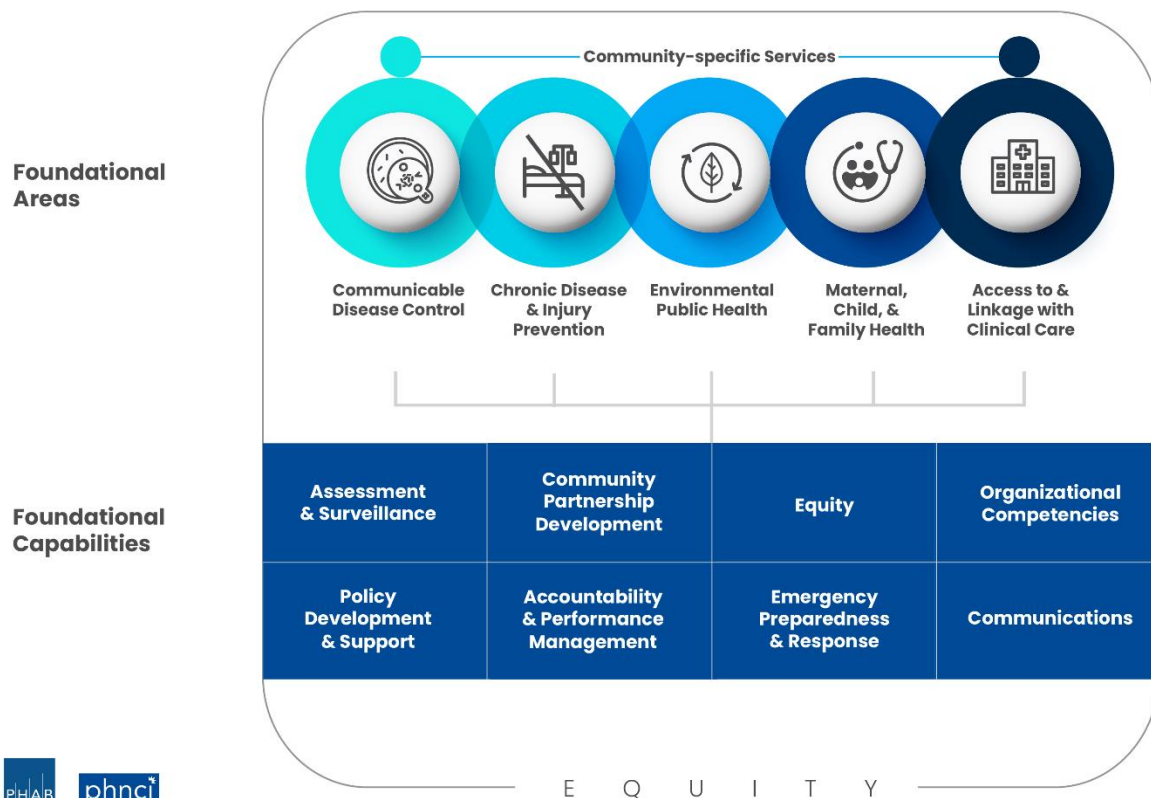 Community-specific Services
Foundational
Areas
Communicable
Disease Control
Chronic Disease
& Injury
Prevention
Environmental
Public Health
Maternal,
Child, &
Family Health
Access to &
Linkage with
Clinical Care
Foundational
Capabilities
Assessment
& Surveillance
Community
Partnership
Development
Equity
Organizational
Competencies
Policy
Development
& Support
Accountability
& Performance
Management
Emergency
Preparedness
& Response
Communications
PHAB
phnci
E Q U I T Y